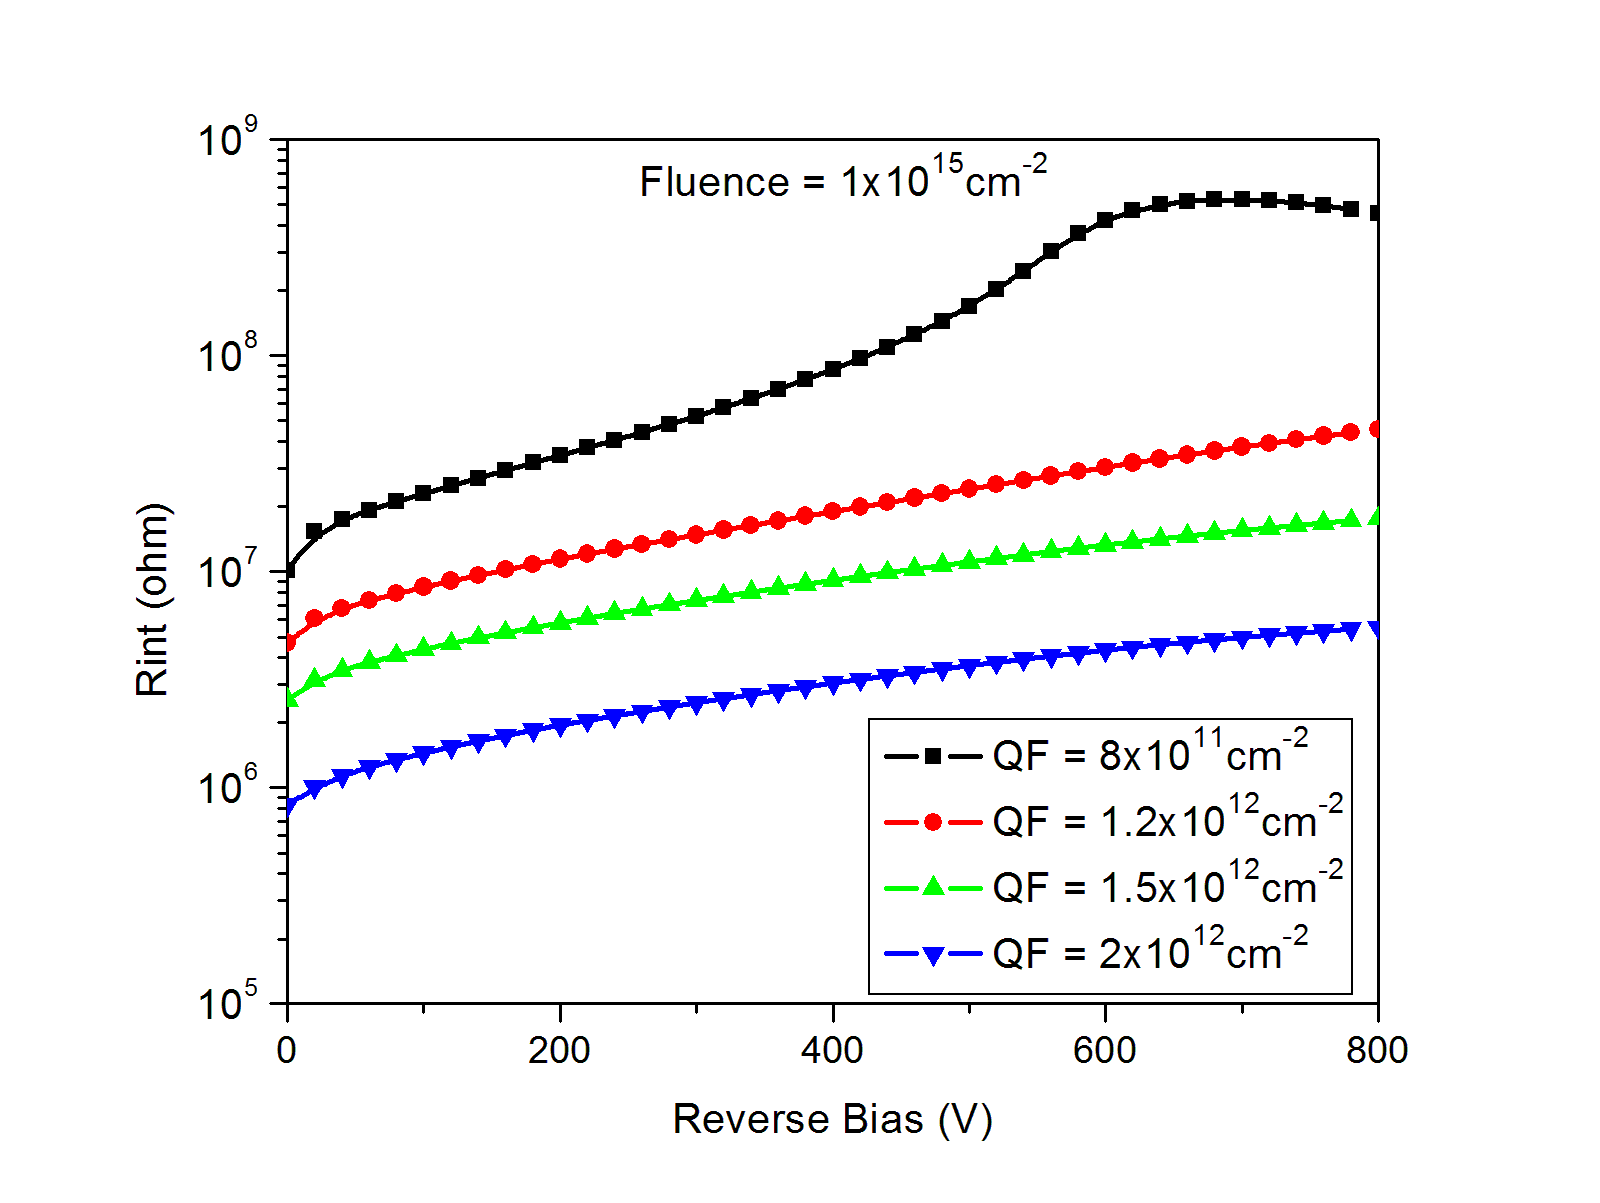 Fluence = 1x10^15cm^-2
10^9
10^8
10^7
10^6
10^5
Rint (ohm)
QF = 8x10^11cm^-2
QF = 1.2x10^12cm^-2
QF = 1.5x10^12cm^-2
QF = 2x10^12cm^-2
0 200 400 600 800
Reverse Bias (V)